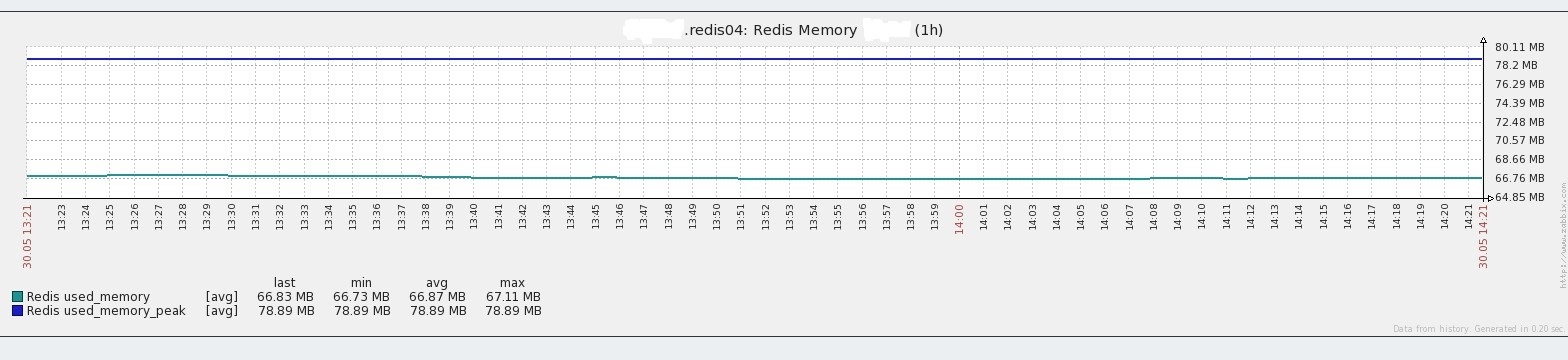 .redis04: Redis Memory (1h)
80.11 MB
78.2 MB
76.29 MB
74.39 MB
72.48 MB
70.57 MB
68.66 MB
66.76 MB
64.85 MB
30.05 13:21 13:23 13:24 13:25 13:26 13:27 13:28 13:29 13:30 13:31 13:32 13:33 13:34 13:35 13:36 13:37 13:38 13:39 13:40 13:41 13:42 13:43 13:44 13:45 13:46 13:47 13:48 13:49 13:50 13:51 13:52 13:53 13:54 13:55 13:56 13:57 13:58 13:59 14:00 14:01 14:02 14:03 14:04 14:05 14:06 14:07 14:08 14:09 14:10 14:11 14:12 14:13 14:14 14:15 14:16 14:17 14:18 14:19 14:20 14:21 30.05 14:21
last min avg max
Redis used_memory [avg] 66.83 MB 66.73 MB 66.87 MB 67.11 MB
Redis used_memory_peak [avg] 78.89 MB 78.89 MB 78.89 MB 78.89 MB
http://www.zabbix.com
Data from history. Generated in 0.20 sec.